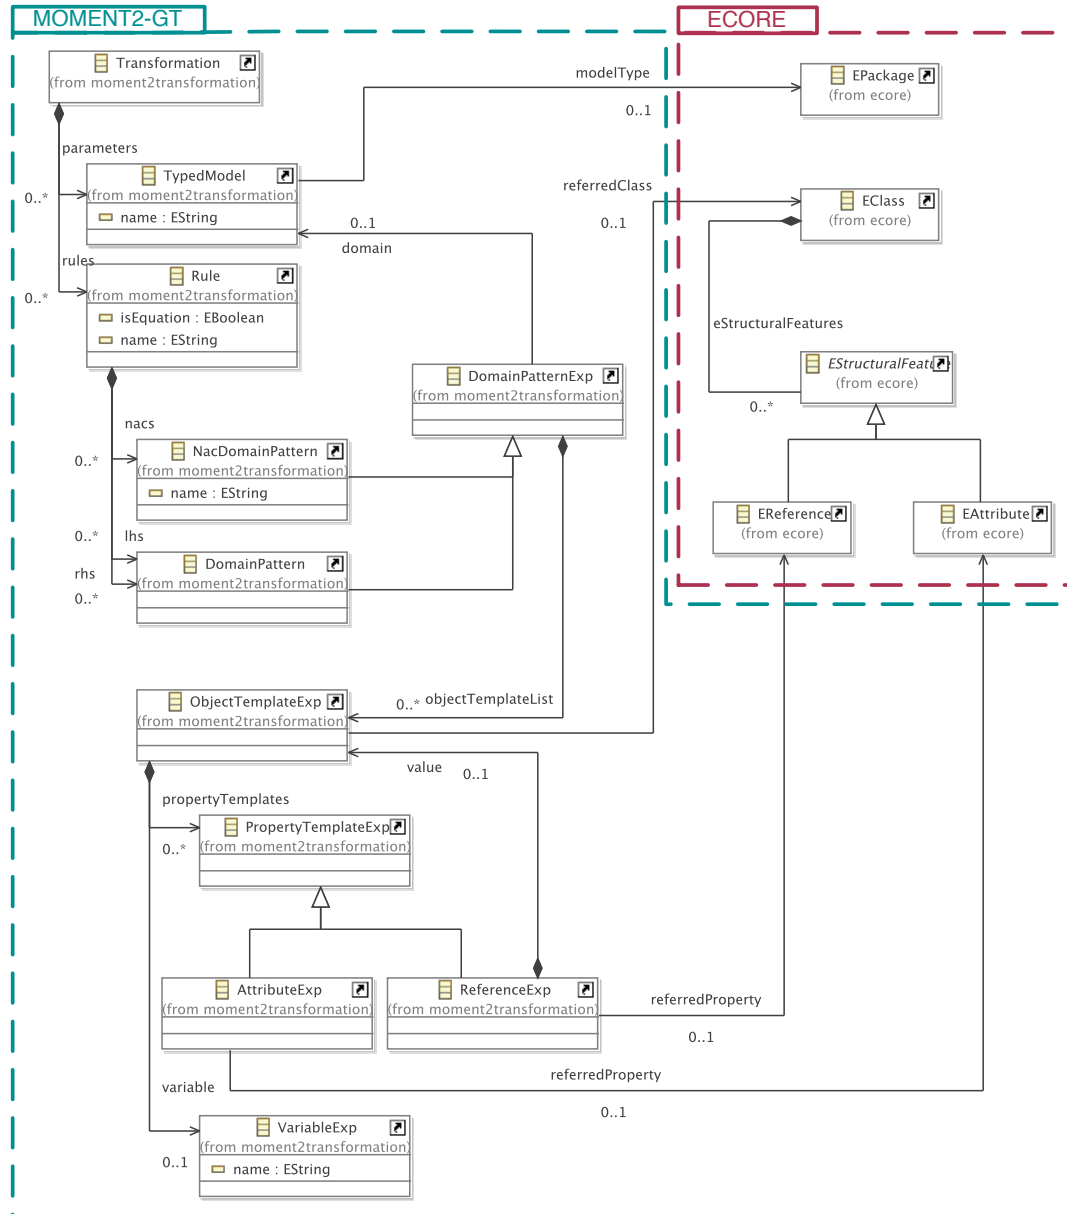 MOMENT2-GT
ECORE
Transformation
(from moment2transformation)
modelType
0..1
EPackage
(from ecore)
parameters
0..*
TypedModel
(from moment2transformation)
name : EString
referredClass
0..1
EClass
(from ecore)
0..1
domain
rules
0..*
Rule
(from moment2transformation)
isEquation : EBoolean
name : EString
eStructuralFeatures
0..*
EStructuralFeatu
(from ecore)
DomainPatternExp
(from moment2transformation)
nacs
0..*
NacDomainPattern
(from moment2transformation)
name : EString
EReference
(from ecore)
EAttribute
(from ecore)
0..*
lhs
rhs
0..*
DomainPattern
(from moment2transformation)
ObjectTemplateExp
(from moment2transformation)
0..* objectTemplateList
value
0..1
propertyTemplates
0..*
PropertyTemplateExp
(from moment2transformation)
AttributeExp
(from moment2transformation)
ReferenceExp
(from moment2transformation)
referredProperty
0..1
referredProperty
0..1
variable
0..1
VariableExp
(from moment2transformation)
name : EString